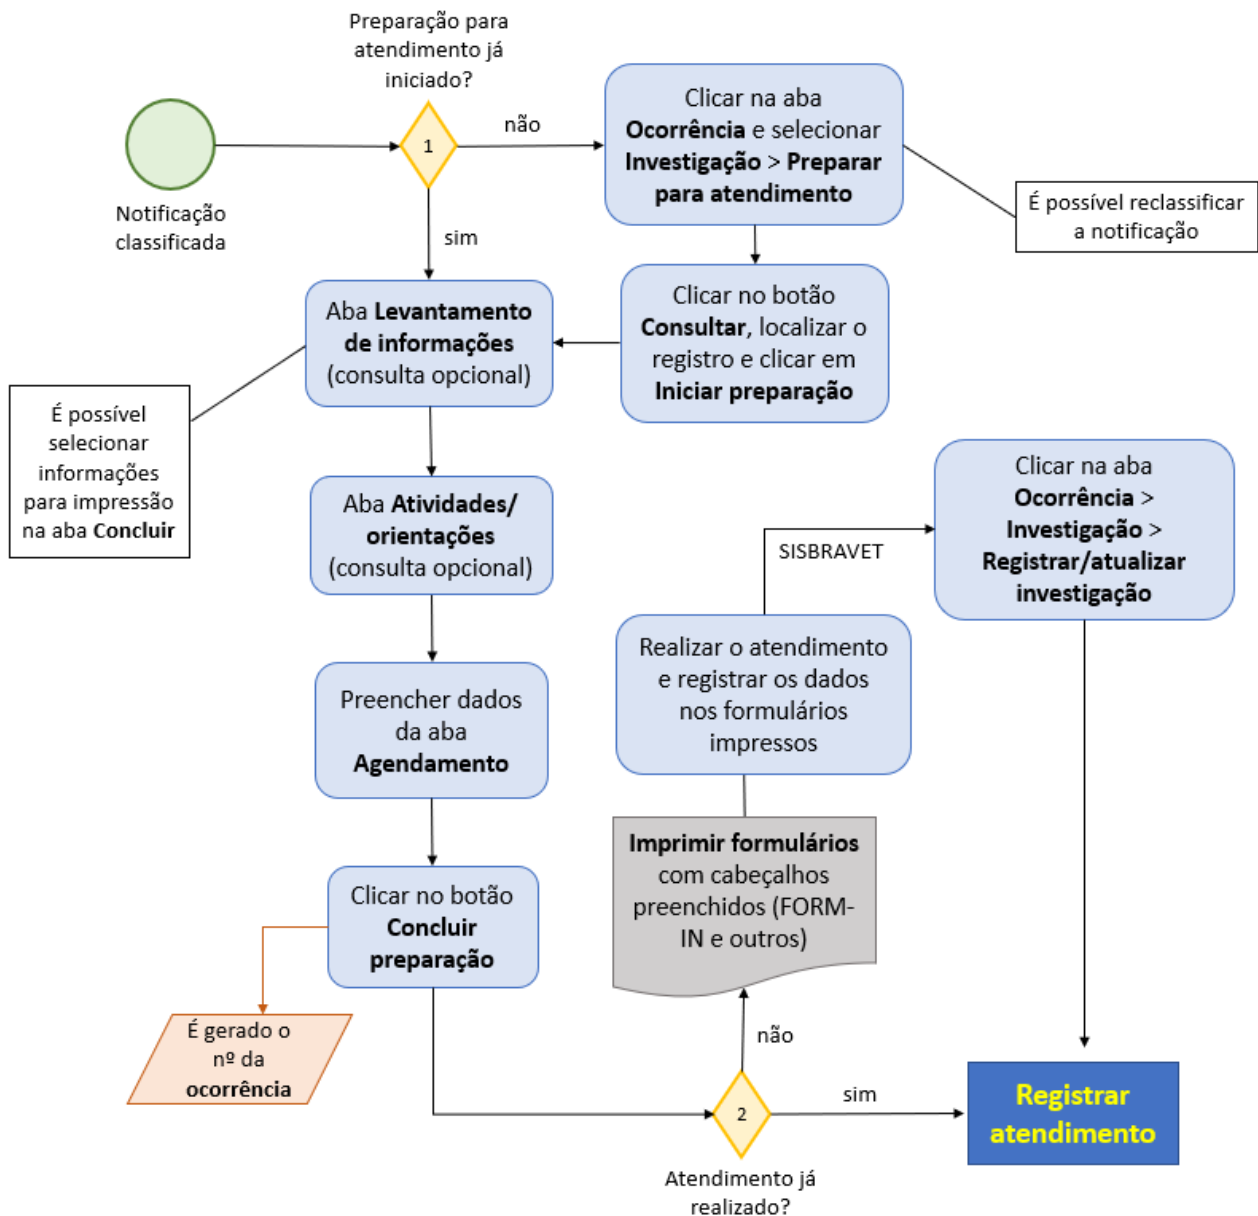 Preparação para
atendimento já
iniciado?
1
não
sim
Notificação
classificada
Clicar na aba
Ocorrência e selecionar
Investigação > Preparar
para atendimento
É possível reclassificar
a notificação
Clicar no botão
Consultar, localizar o
registro e clicar em
Iniciar preparação
Aba Levantamento
de informações
(consulta opcional)
É possível
selecionar
informações
para impressão
na aba Concluir
Aba Atividades/
orientações
(consulta opcional)
Preencher dados
da aba
Agendamento
Clicar no botão
Concluir
preparação
É gerado o
nº da
ocorrência
2
Atendimento já
realizado?
não
sim
Imprimir formulários
com cabeçalhos
preenchidos (FORM-
IN e outros)
Realizar o atendimento
e registrar os dados
nos formulários
impressos
SISBRAVET
Clicar na aba
Ocorrência >
Investigação >
Registrar/atualizar
investigação
Registrar
atendimento